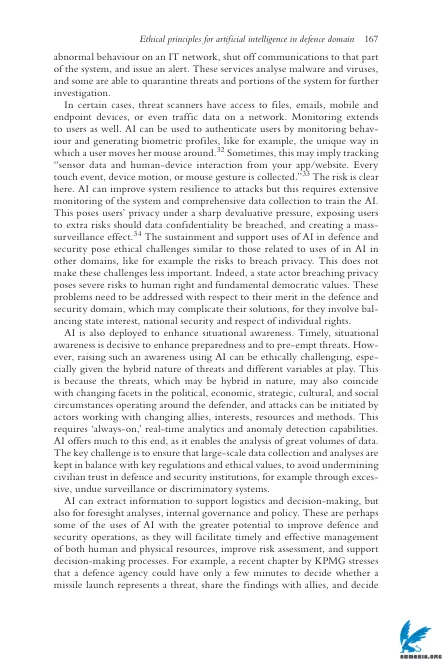 Ethical principles for artificial intelligence in defence domain 167
abnormal behaviour on an IT network, shut off communications to that part
of the system, and issue an alert. These services analyse malware and viruses,
and some are able to quarantine threats and portions of the system for further
investigation.
In certain cases, threat scanners have access to files, emails, mobile and
endpoint devices, or even traffic data on a network. Monitoring extends
to users as well. AI can be used to authenticate users by monitoring behav-
iour and generating biometric profiles, like for example, the unique way in
which a user moves her mouse around.32 Sometimes, this may imply tracking
“sensor data and human-device interaction from your app/website. Every
touch event, device motion, or mouse gesture is collected.”33 The risk is clear
here. AI can improve system resilience to attacks but this requires extensive
monitoring of the system and comprehensive data collection to train the AI.
This poses users’ privacy under a sharp devaluative pressure, exposing users
to extra risks should data confidentiality be breached, and creating a mass-
surveillance effect.34 The sustainment and support uses of AI in defence and
security pose ethical challenges similar to those related to uses of in AI in
other domains, like for example the risks to breach privacy. This does not
make these challenges less important. Indeed, a state actor breaching privacy
poses severe risks to human right and fundamental democratic values. These
problems need to be addressed with respect to their merit in the defence and
security domain, which may complicate their solutions, for they involve bal-
ancing state interest, national security and respect of individual rights.
AI is also deployed to enhance situational awareness. Timely, situational
awareness is decisive to enhance preparedness and to pre-empt threats. How-
ever, raising such an awareness using AI can be ethically challenging, espe-
cially given the hybrid nature of threats and different variables at play. This
is because the threats, which may be hybrid in nature, may also coincide
with changing facets in the political, economic, strategic, cultural, and social
circumstances operating around the defender, and attacks can be initiated by
actors working with changing allies, interests, resources and methods. This
requires ‘always-on,’ real-time analytics and anomaly detection capabilities.
AI offers much to this end, as it enables the analysis of great volumes of data.
The key challenge is to ensure that large-scale data collection and analyses are
kept in balance with key regulations and ethical values, to avoid undermining
civilian trust in defence and security institutions, for example through exces-
sive, undue surveillance or discriminatory systems.
AI can extract information to support logistics and decision-making, but
also for foresight analyses, internal governance and policy. These are perhaps
some of the uses of AI with the greater potential to improve defence and
security operations, as they will facilitate timely and effective management
of both human and physical resources, improve risk assessment, and support
decision-making processes. For example, a recent chapter by KPMG stresses
that a defence agency could have only a few minutes to decide whether a
missile launch represents a threat, share the findings with allies, and decide